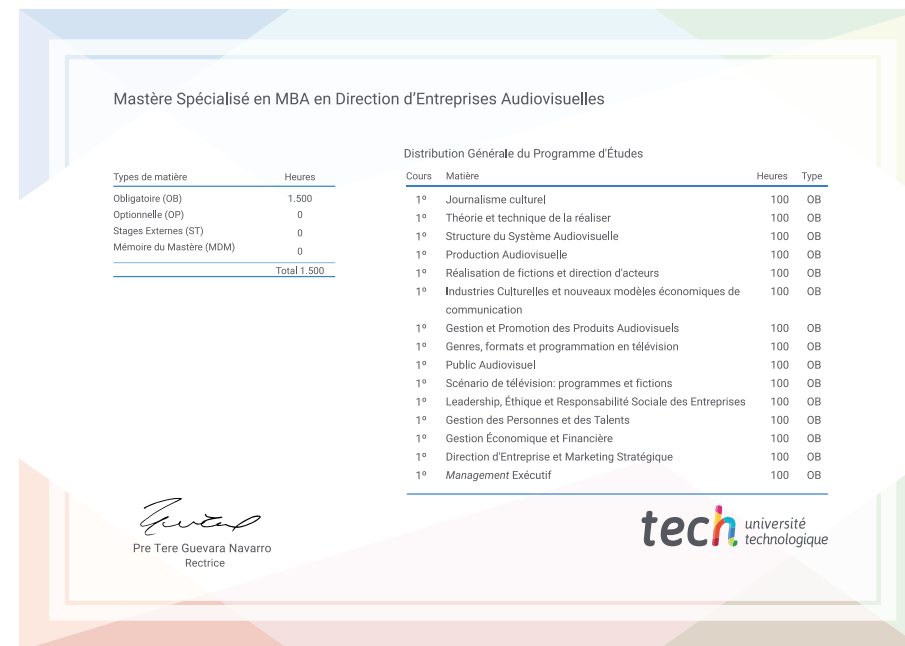 Mastère Spécialisé en MBA en Direction d’Entreprises Audiovisuelles
Types de matière Heures
Obligatoire (OB) 1.500
Optionnelle (OP) 0
Stages Externes (ST) 0
Mémoire du Mastère (MDM) 0
Total 1.500
Distribution Générale du Programme d'Études
Cours Matière Heures Type
1º Journalisme culturel 100 OB
1º Théorie et technique de la réaliser 100 OB
1º Structure du Système Audiovisuelle 100 OB
1º Production Audiovisuelle 100 OB
1º Réalisation de fictions et direction d'acteurs 100 OB
1º Industries Culturelles et nouveaux modèles économiques de 100 OB
communication
1º Gestion et Promotion des Produits Audiovisuels 100 OB
1º Genres, formats et programmation en télévision 100 OB
1º Public Audiovisuel 100 OB
1º Scénario de télévision: programmes et fictions 100 OB
1º Leadership, Éthique et Responsabilité Sociale des Entreprises 100 OB
1º Gestion des Personnes et des Talents 100 OB
1º Gestion Économique et Financière 100 OB
1º Direction d'Entreprise et Marketing Stratégique 100 OB
1º Management Exécutif 100 OB
Pre Tere Guevara Navarro
Rectrice
tech université
technologique